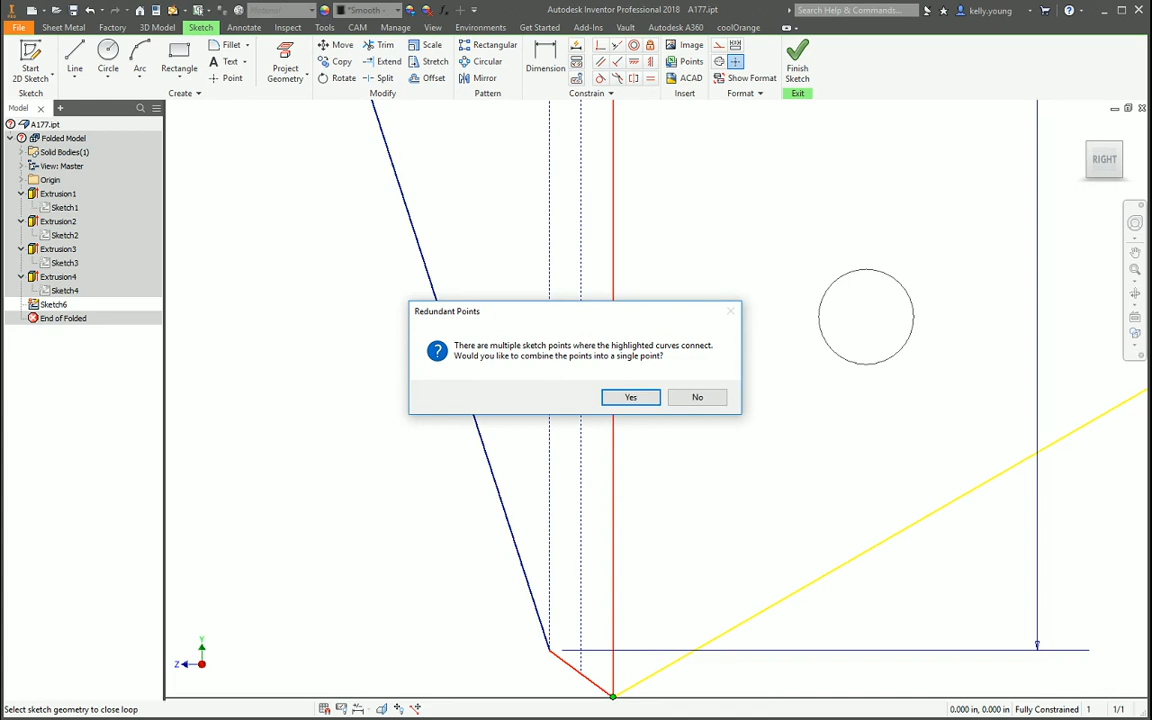 Material
*Smooth
Autodesk Inventor Professional 2018   A177.ipt
Search Help & Commands...
kelly.young
File   Sheet Metal   Factory   3D Model   Sketch   Annotate   Inspect   Tools   CAM   Manage   View   Environments   Get Started   Add-Ins   Vault   Autodesk A360   coolOrange
Start
2D Sketch
Line
Circle
Arc
Rectangle
Fillet
Text
Point
Project
Geometry
Move
Copy
Rotate
Trim
Extend
Split
Scale
Stretch
Offset
Rectangular
Circular
Mirror
Dimension
Image
Points
ACAD
Show Format
Finish
Sketch
Sketch
Create
Modify
Pattern
Constrain
Insert
Format
Exit
Model
A177.ipt
Folded Model
Solid Bodies(1)
View: Master
Origin
Extrusion1
Sketch1
Extrusion2
Sketch2
Extrusion3
Sketch3
Extrusion4
Sketch4
Sketch6
End of Folded
RIGHT
Redundant Points
There are multiple sketch points where the highlighted curves connect.
Would you like to combine the points into a single point?
Yes
No
Y
Z
Select sketch geometry to close loop
0.000 in, 0.000 in   Fully Constrained   1   1/1